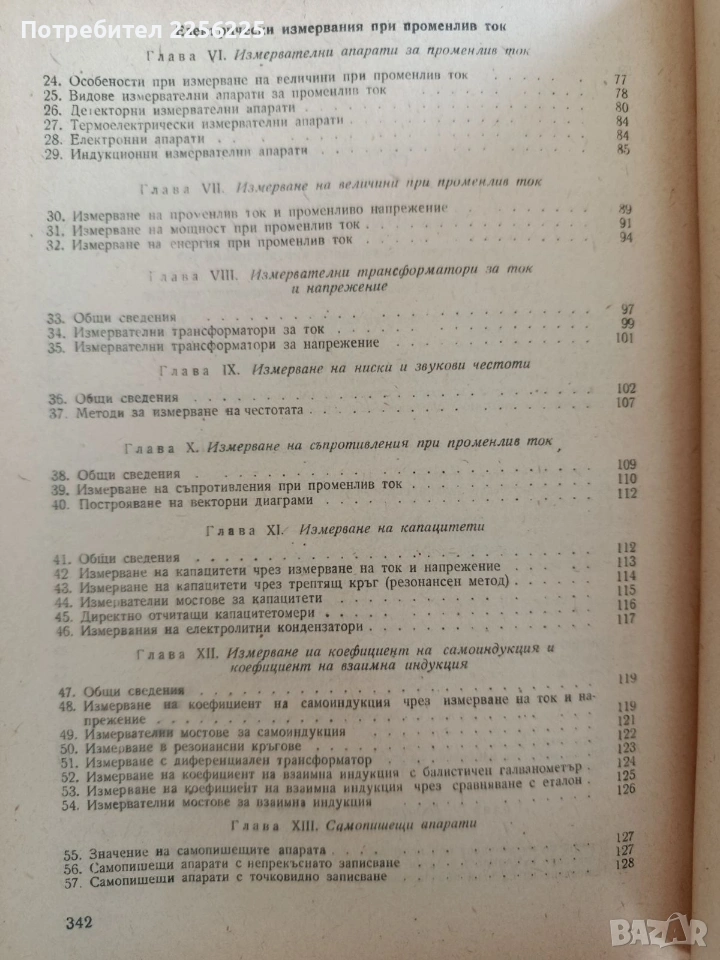 Потребител 2256225
Електрически измервания при променлив ток
Глава VI. Измервателни апарати за променлив ток
24. Особености при измерване на величини при променлив ток 77
25. Видове измервателни апарати за променлив ток 78
26. Детекторни измервателни апарати 80
27. Термоелектрически измервателни апарати 84
28. Електронни апарати 84
29. Индукционни измервателни апарати 85
Глава VII. Измерване на величини при променлив ток
30. Измерване на променлив ток и променливо напрежение 89
31. Измерване на мощност при променлив ток 91
32. Измерване на енергия при променлив ток 94
Глава VIII. Измервателни трансформатори за ток
и напрежение
33. Общи сведения 97
34. Измервателни трансформатори за ток 99
35. Измервателни трансформатори за напрежение 101
Глава IX. Измерване на ниски и звукови честоти
36. Общи сведения 102
37. Методи за измерване на честотата 107
Глава X. Измерване на съпротивления при променлив ток
38. Общи сведения 109
39. Измерване на съпротивления при променлив ток 110
40. Построяване на векторни диаграми 112
Глава XI. Измерване на капацитети
41. Общи сведения 112
42 Измерване на капацитети чрез измерване на ток и напрежение 113
43. Измерване на капацитети чрез трептящ кръг (резонансен метод) 114
44. Измервателни мостове за капацитети 115
45. Директно отчитащи капацитетомери 116
46. Измервания на електролитни кондензатори 117
Глава XII. Измерване иа коефициент на самоиндукция и
коефициент на взаимна индукция
47. Общи сведения 119
48. Измерване на коефициент на самоиндукция чрез измерване на ток и на-
прежение 119
49. Измервателни мостове за самоиндукция 121
50. Измерване в резонансни кръгове 122
51. Измерване с диференциален трансформатор 123
52. Измерване на коефициент на взаимна индукция с балистичен галванометър 124
53. Измерване на коефициент на взаимна индукция чрез сравняване с еталон 125
54. Измервателни мостове за взаимна индукция 126
Глава XIII. Самопишещи апарати
55. Значение на самопишещите апарата 127
56. Самопишещи апарати с непрекъснато записване 127
57. Самопишещи апарати с точковидно записване 128
342
BAZAR